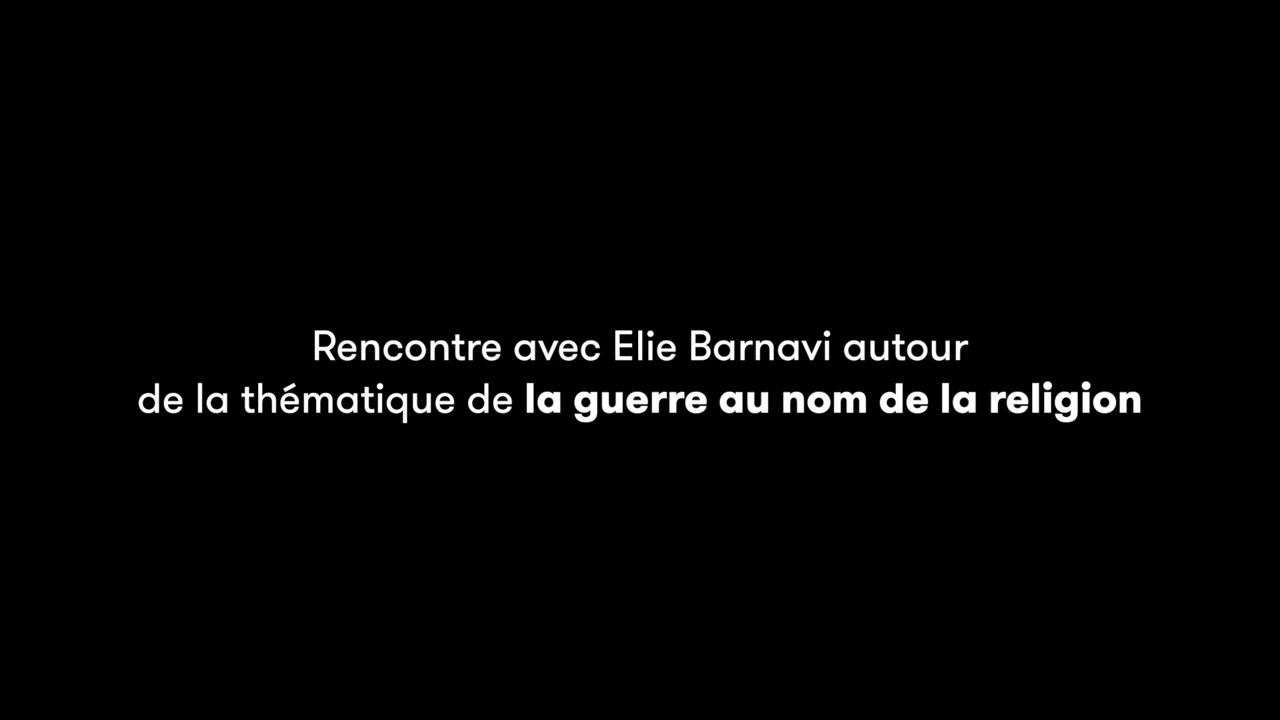 Rencontre avec Elie Barnavi autour
de la thématique de la guerre au nom de la religion